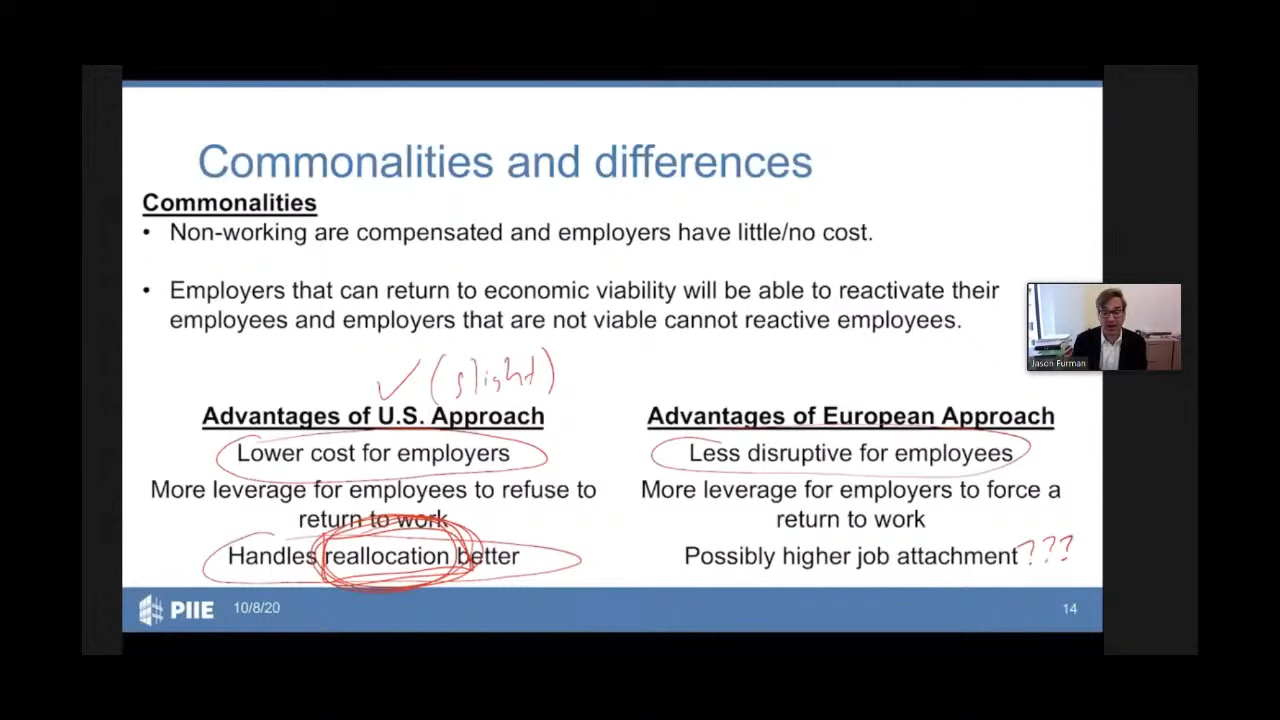 Commonalities and differences
Commonalities
• Non-working are compensated and employers have little/no cost.
• Employers that can return to economic viability will be able to reactivate their
employees and employers that are not viable cannot reactive employees.
✓ (slight)
Advantages of U.S. Approach
Lower cost for employers
More leverage for employees to refuse to
return to work
Handles reallocation better
Advantages of European Approach
Less disruptive for employees
More leverage for employers to force a
return to work
Possibly higher job attachment ???
Jason Furman
PIIE 10/8/20 14